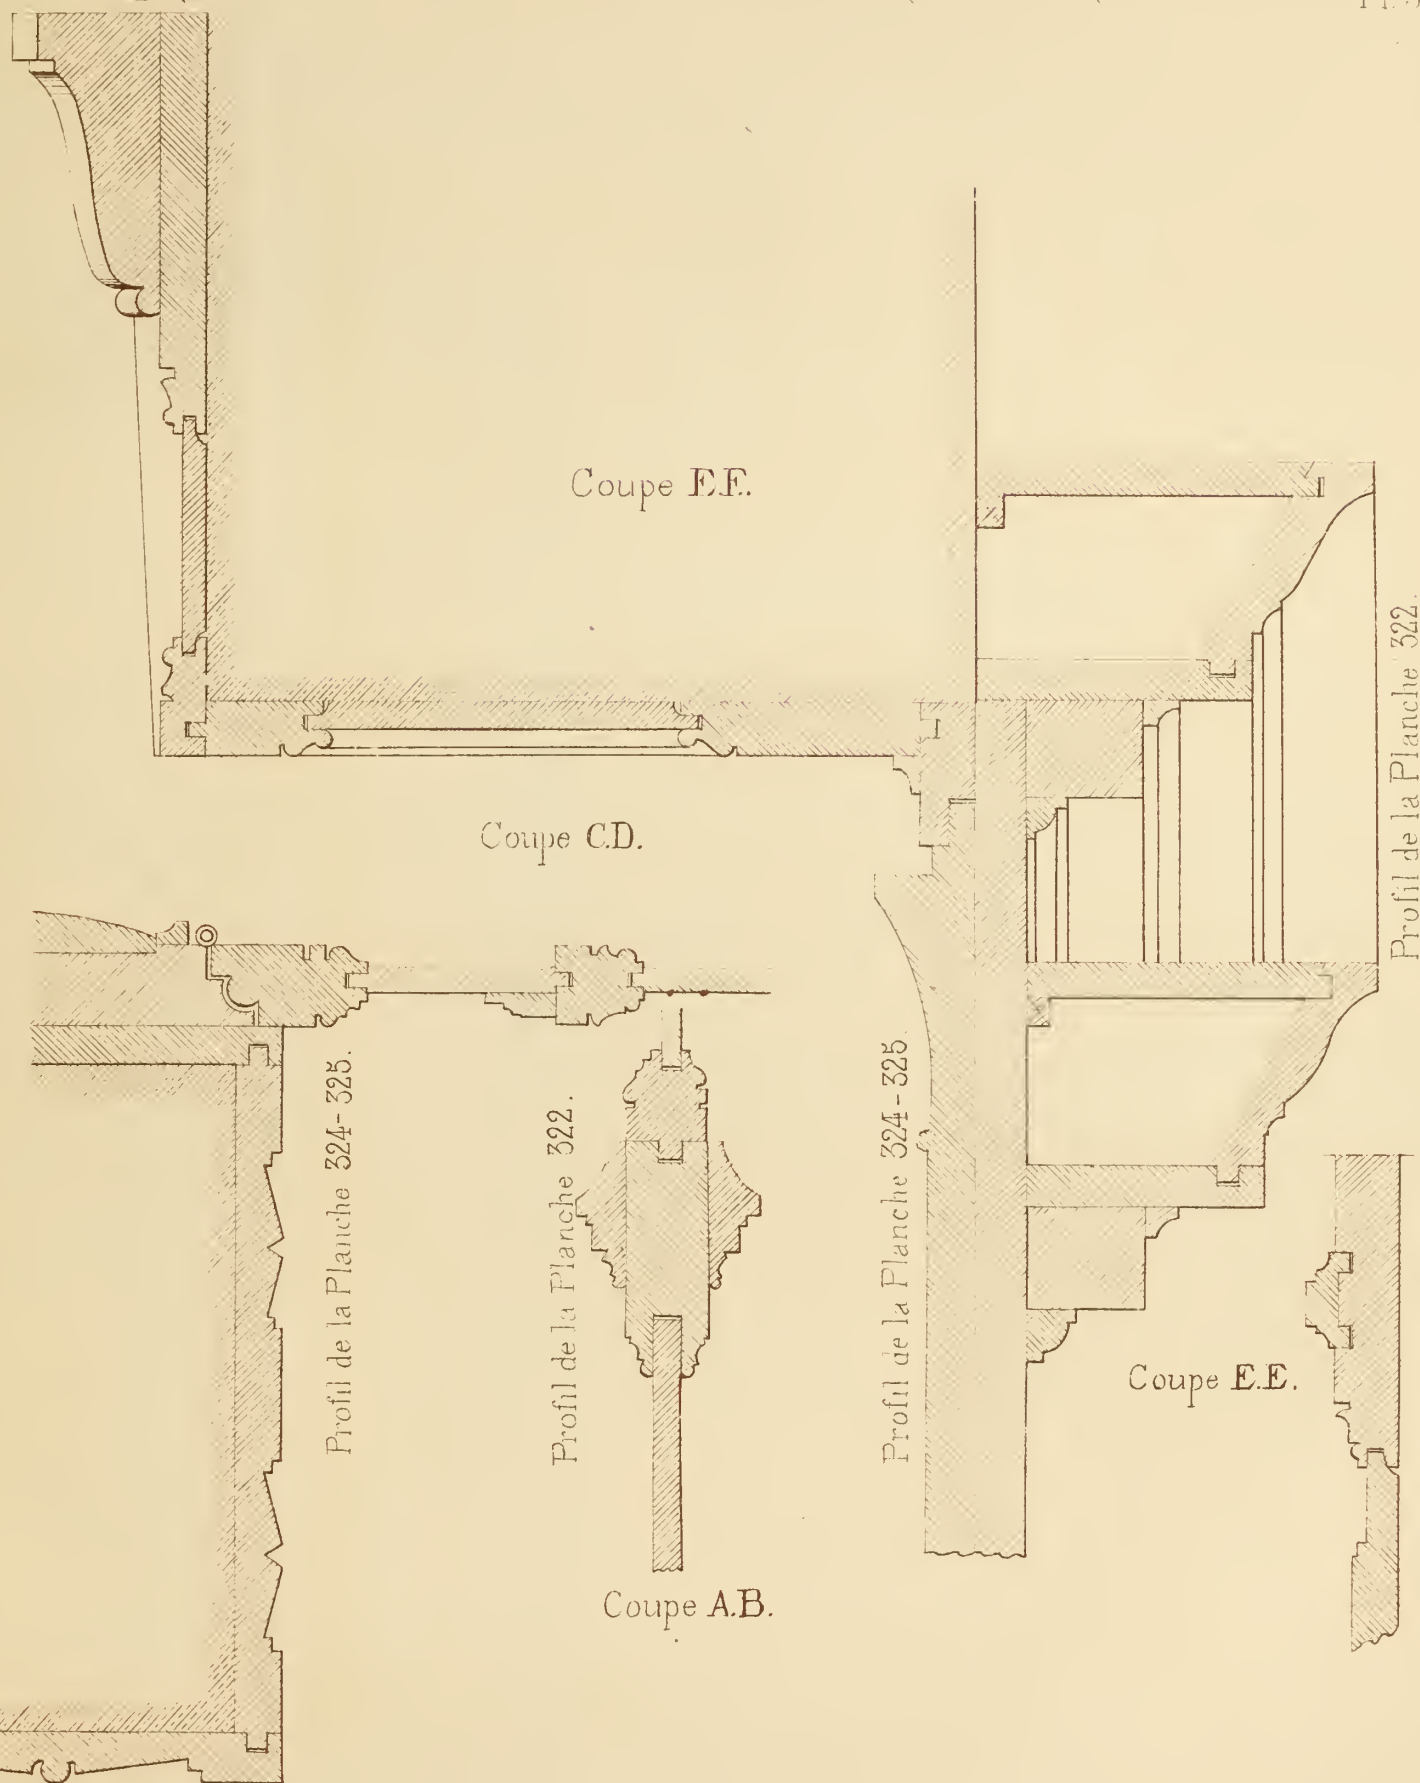 Coupe E.F.
Profil de la Planche 322.
Coupe C.D.
Profil de la Planche 324-325.
Profil de la Planche 322.
Profil de la Planche 324-325
Coupe E.E.
Coupe A.B.